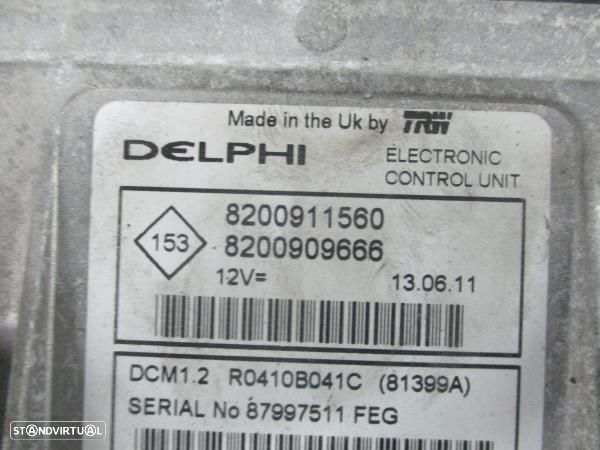 Made in the Uk by TRW
DELPHI
ELECTRONIC
CONTROL UNIT
153
8200911560
8200909666
12V=
13.06.11
DCM1.2 R0410B041C (81399A)
SERIAL No 87997511 FEG
STANDVIRTUAL